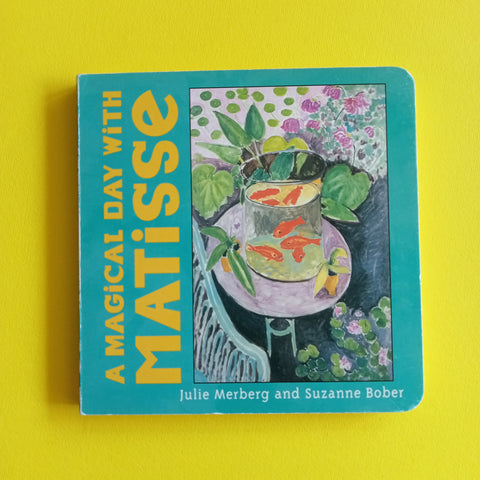 A MAGiCAL DAY WiTH
MATiSSe
Julie Merberg and Suzanne Bober